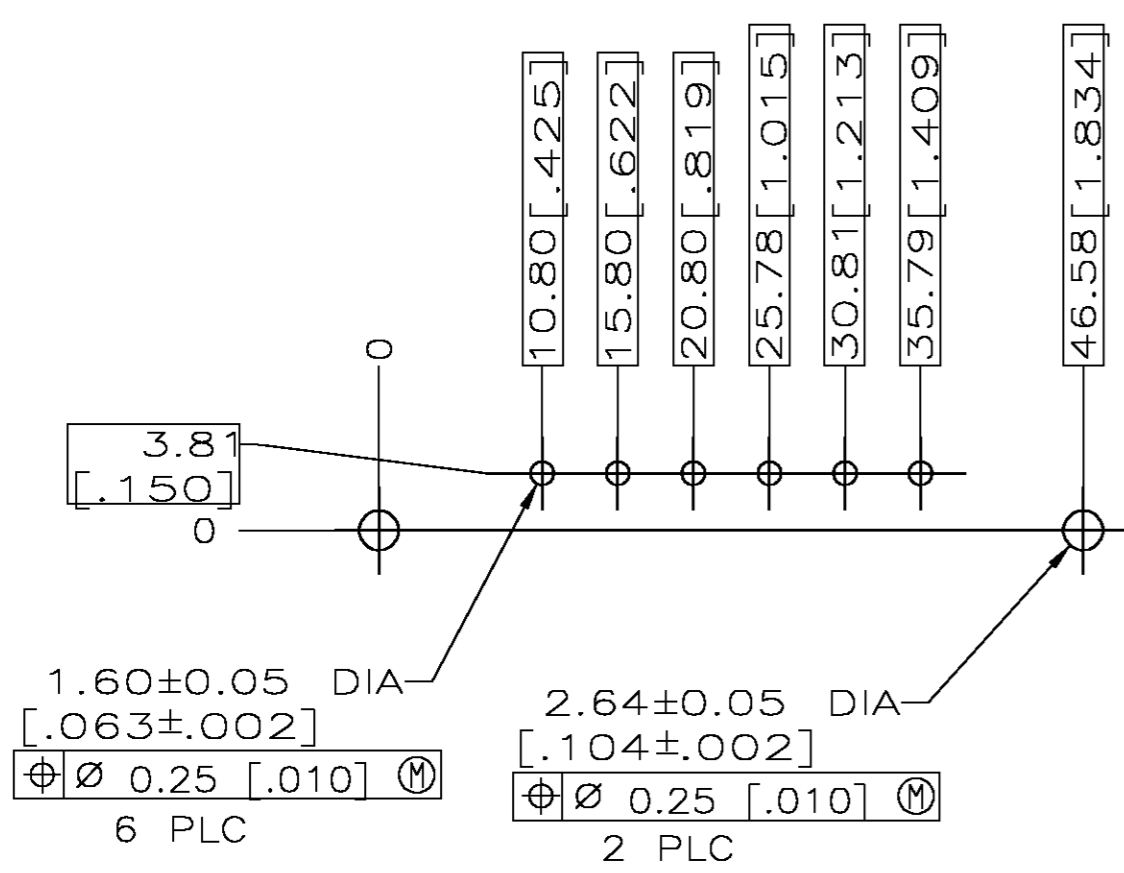 10.80[.425]
15.80[.622]
20.80[.819]
25.78[1.015]
30.81[1.213]
35.79[1.409]
46.58[1.834]
0
3.81
[.150]
0
1.60±0.05 DIA
[.063±.002]
⌖ ⌀ 0.25 [.010] Ⓜ
6 PLC
2.64±0.05 DIA
[.104±.002]
⌖ ⌀ 0.25 [.010] Ⓜ
2 PLC